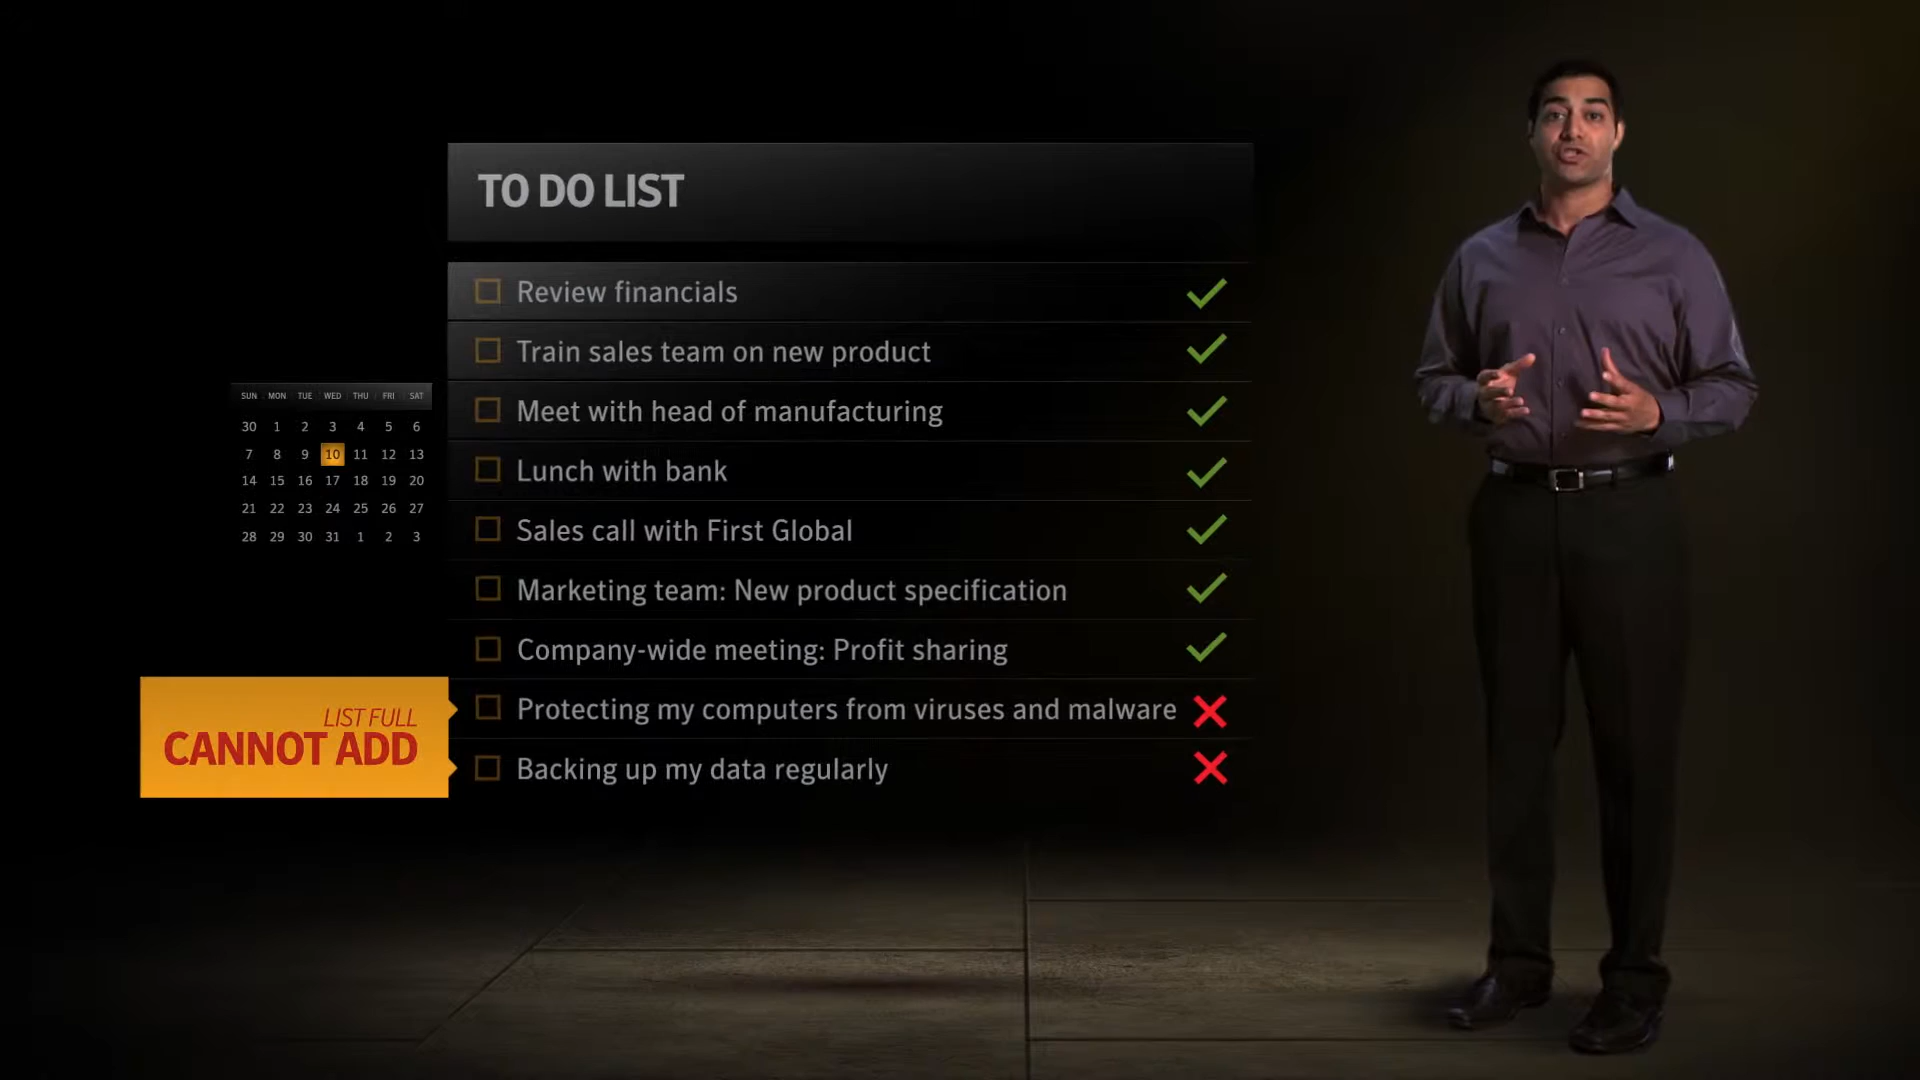 TO DO LIST
Review financials
Train sales team on new product
Meet with head of manufacturing
Lunch with bank
Sales call with First Global
Marketing team: New product specification
Company-wide meeting: Profit sharing
Protecting my computers from viruses and malware
Backing up my data regularly
SUN MON TUE WED THU FRI SAT
30 1 2 3 4 5 6
7 8 9 10 11 12 13
14 15 16 17 18 19 20
21 22 23 24 25 26 27
28 29 30 31 1 2 3
LIST FULL
CANNOT ADD